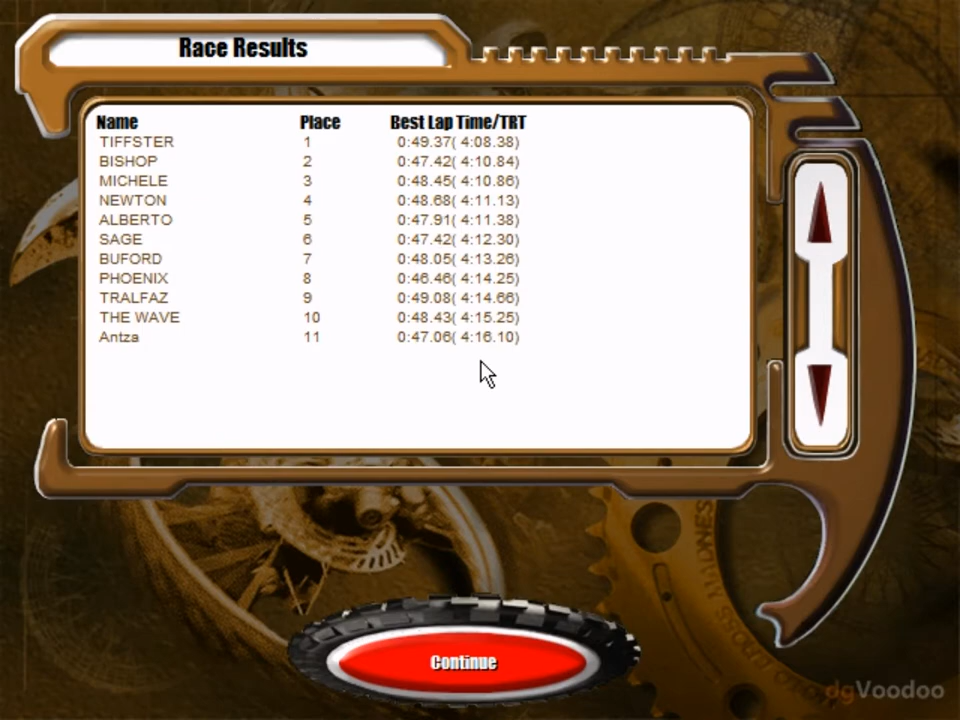 Race Results
Name Place Best Lap Time/TRT
TIFFSTER 1 0:49.37( 4:08.38)
BISHOP 2 0:47.42( 4:10.84)
MICHELE 3 0:48.45( 4:10.86)
NEWTON 4 0:48.68( 4:11.13)
ALBERTO 5 0:47.91( 4:11.38)
SAGE 6 0:47.42( 4:12.30)
BUFORD 7 0:48.05( 4:13.26)
PHOENIX 8 0:46.46( 4:14.25)
TRALFAZ 9 0:49.08( 4:14.66)
THE WAVE 10 0:48.43( 4:15.25)
Antza 11 0:47.06( 4:16.10)
MADNES
Continue
dgVoodoo